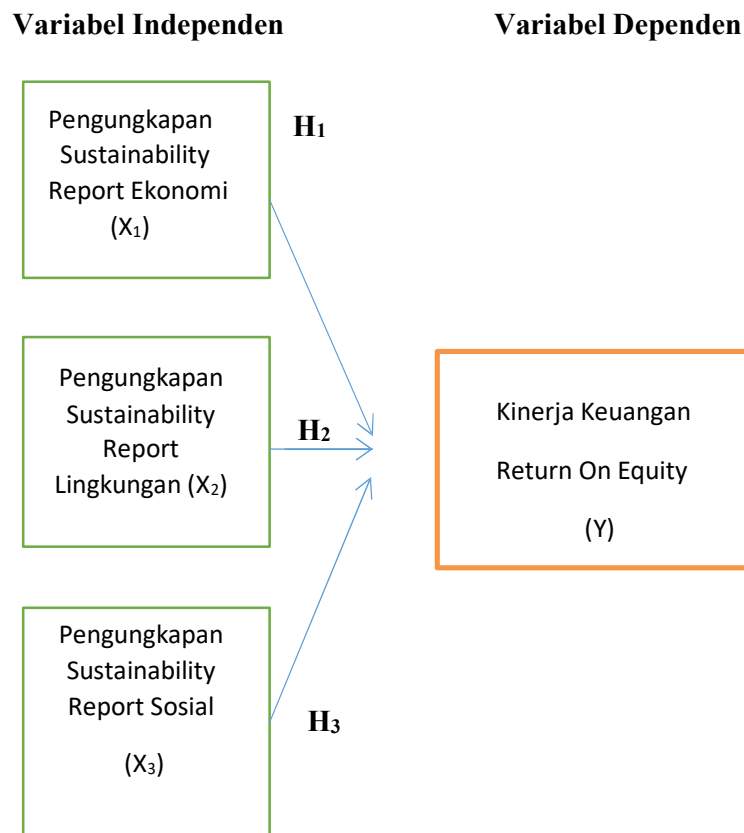 Variabel Independen
Variabel Dependen
Pengungkapan
Sustainability
Report Ekonomi
(X₁)
H₁
Pengungkapan
Sustainability
Report
Lingkungan (X₂)
H₂
Kinerja Keuangan
Return On Equity
(Y)
Pengungkapan
Sustainability
Report Sosial
(X₃)
H₃